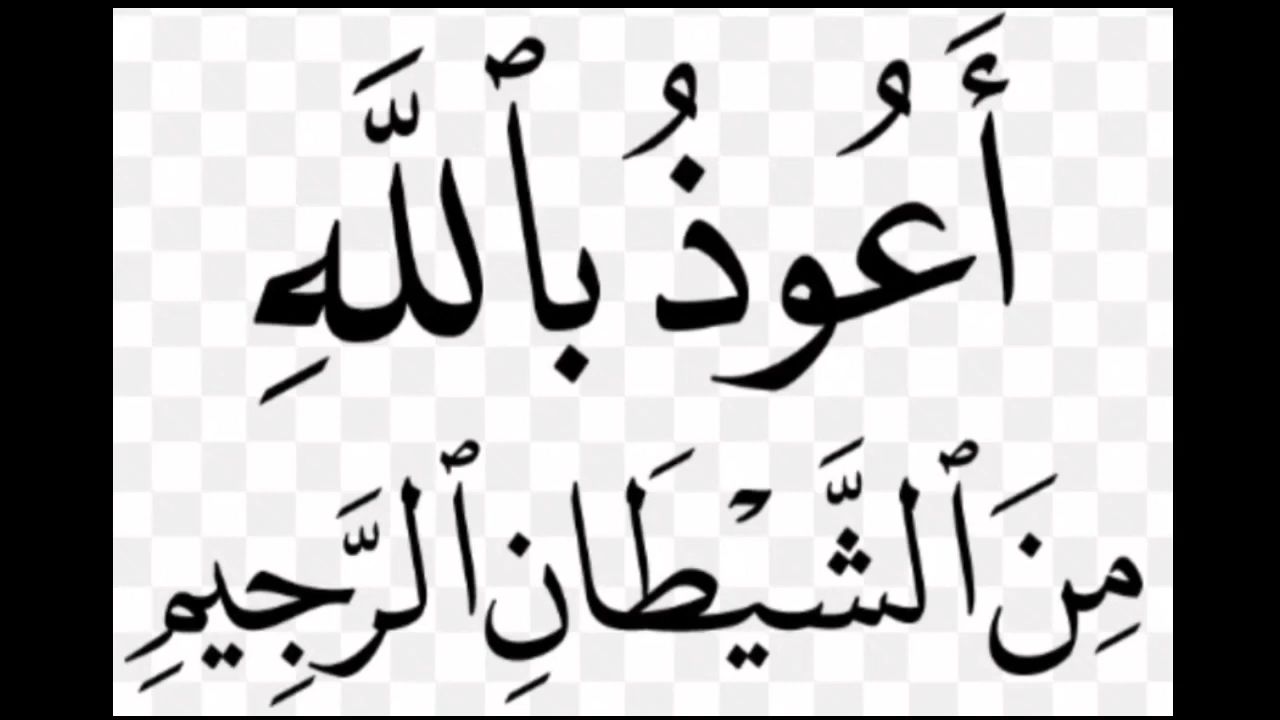 أَعُوذُ بِٱللَّهِ
مِنَ ٱلشَّيْطَانِ ٱلرَّجِيمِ